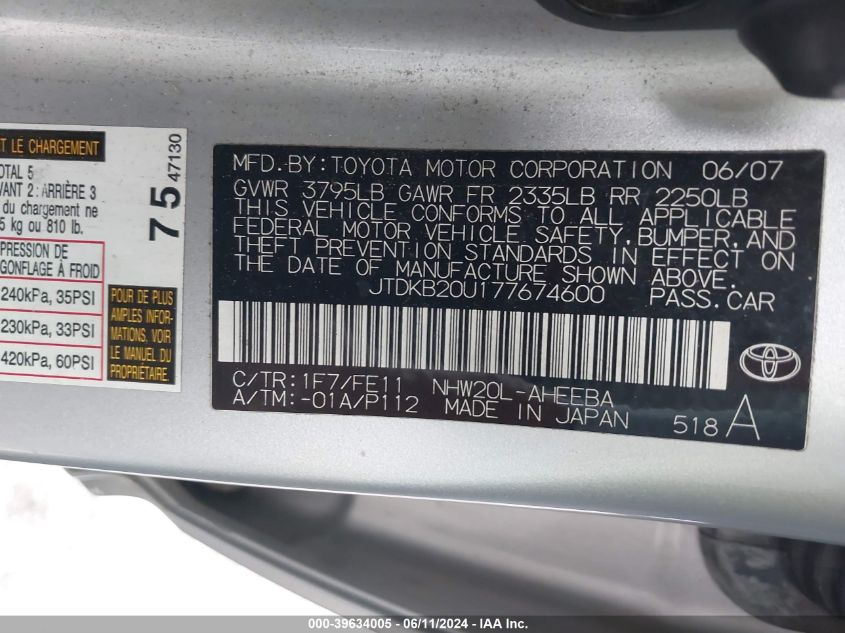 T LE CHARGEMENT
OTAL 5
VANT 2 : ARRIÈRE 3
du chargement ne
5 kg ou 810 lb.
PRESSION DE
GONFLAGE À FROID
240kPa, 35PSI
230kPa, 33PSI
420kPa, 60PSI
POUR DE PLUS
AMPLES INFOR-
MATIONS, VOIR
LE MANUEL DU
PROPRIÉTAIRE.
7 5
47130
MFD. BY: TOYOTA MOTOR CORPORATION 06/07
GVWR 3795LB GAWR FR 2335LB RR 2250LB
THIS VEHICLE CONFORMS TO ALL APPLICABLE
FEDERAL MOTOR VEHICLE SAFETY, BUMPER, AND
THEFT PREVENTION STANDARDS IN EFFECT ON
THE DATE OF MANUFACTURE SHOWN ABOVE.
JTDKB20U177674600 PASS. CAR
C/TR: 1F7/FE11 NHW20L-AHEEBA
A/TM: -01A/P112 MADE IN JAPAN
518 A
000-39634005 - 06/11/2024 - IAA Inc.